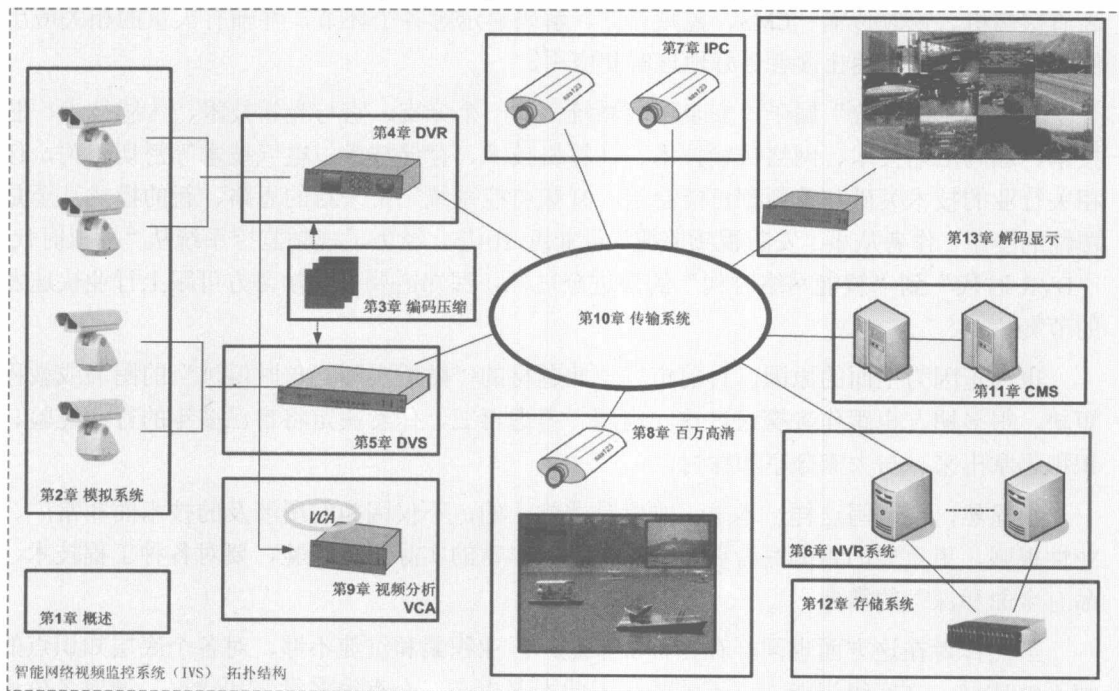 第7章 IPC
sas123
sas123
第4章 DVR
第13章 解码显示
第3章 编码压缩
第10章 传输系统
第11章 CMS
第5章 DVS
第8章 百万高清
sas123
第2章 模拟系统
VCA
第6章 NVR系统
第9章 视频分析
VCA
第12章 存储系统
第1章 概述
智能网络视频监控系统（IVS） 拓扑结构